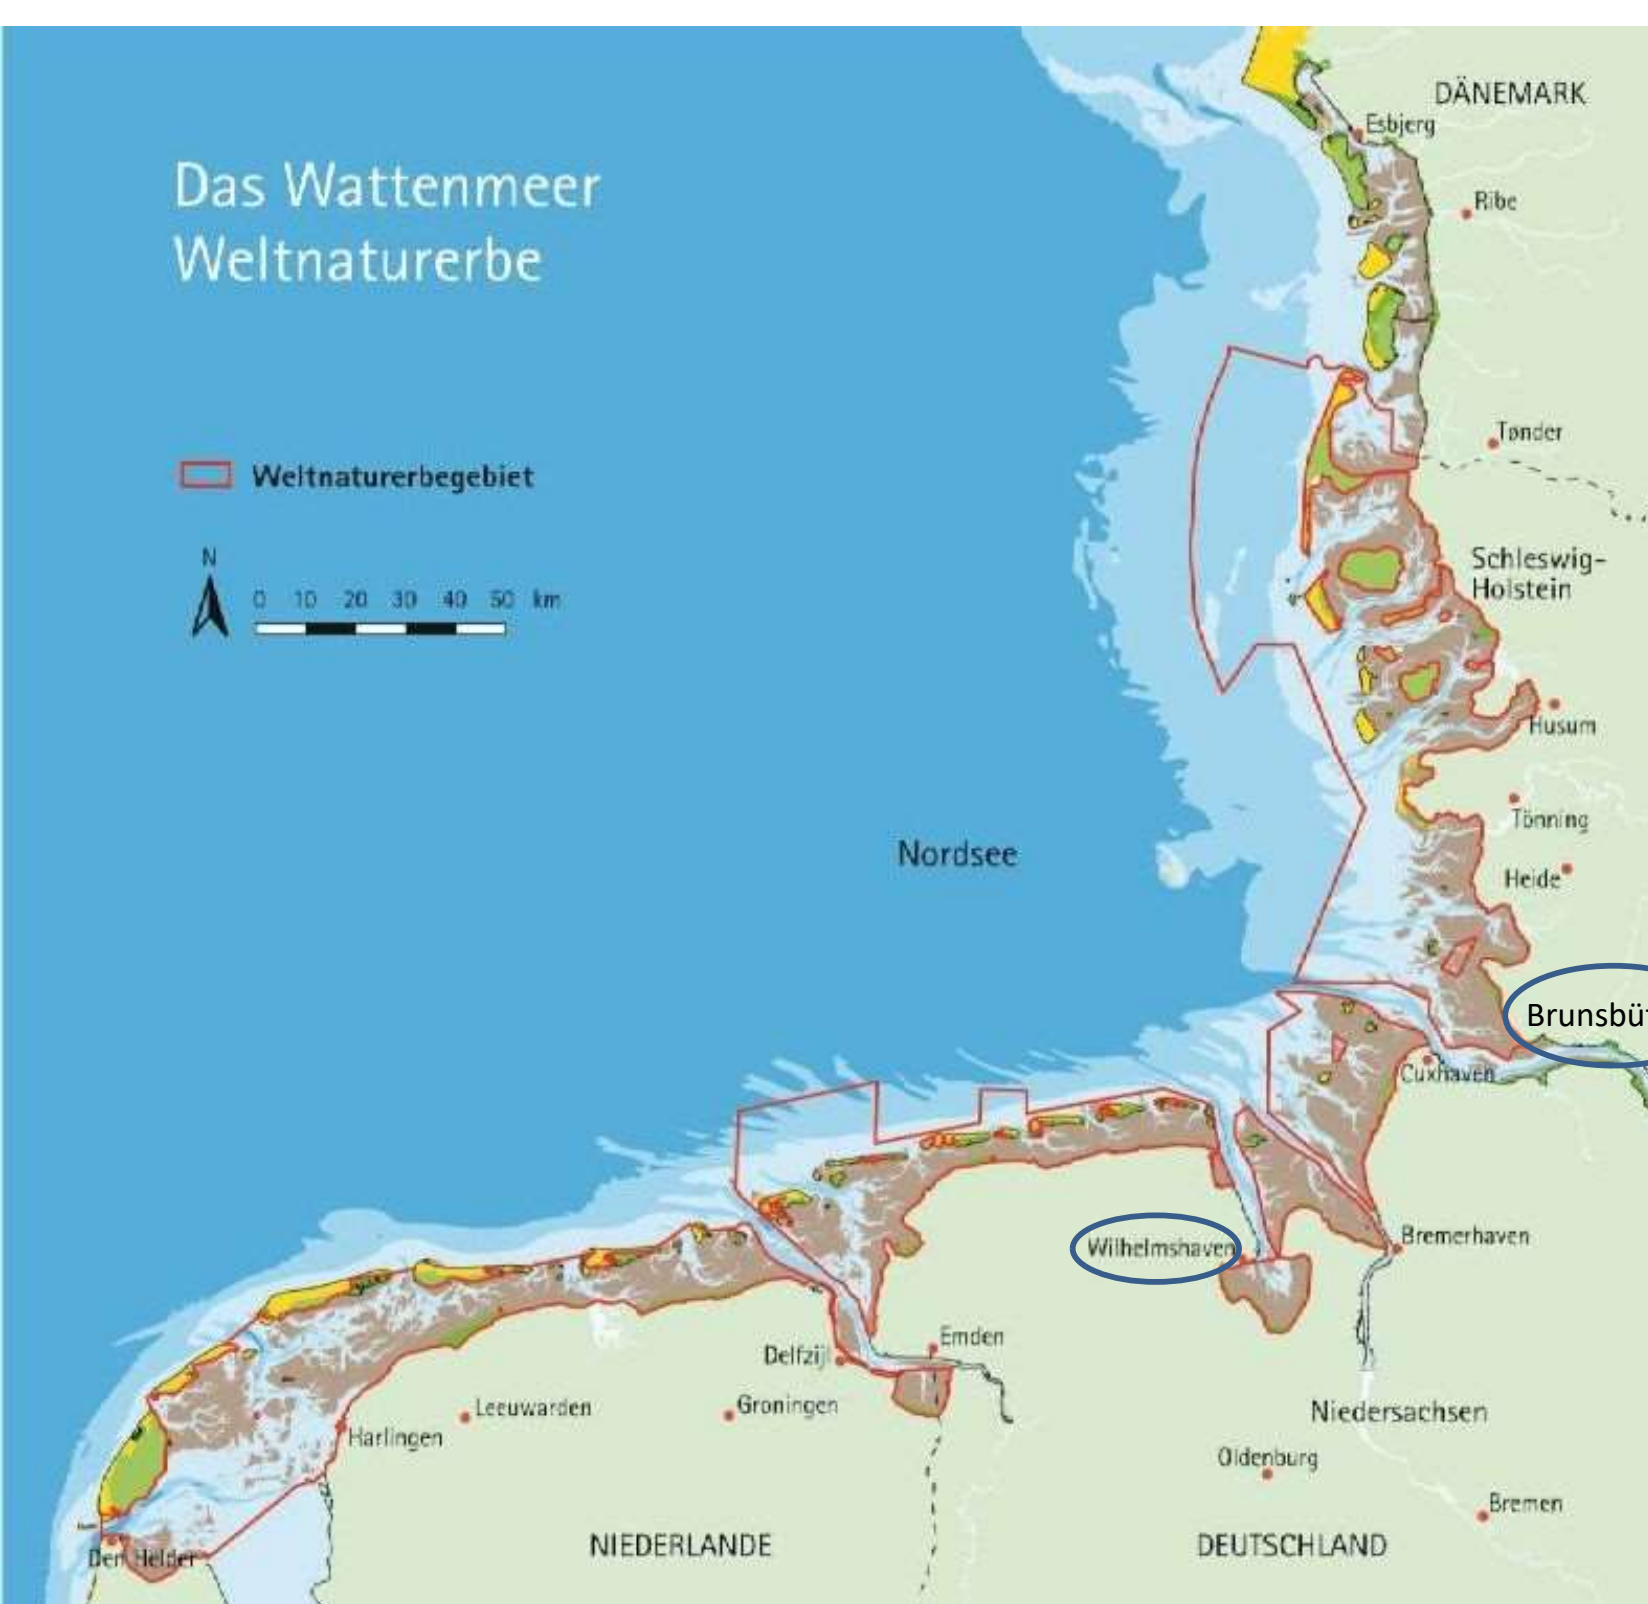 DÄNEMARK
Esbjerg
Das Wattenmeer
Weltnaturerbe
Ribe
Tønder
Weltnaturerbegebiet
N
0 10 20 30 40 50 km
Schleswig-
Holstein
Husum
Tönning
Nordsee
Heide
Brunsbü
Cuxhaven
Wilhelmshaven
Bremerhaven
Emden
Delfzijl
Leeuwarden
Groningen
Harlingen
Niedersachsen
Oldenburg
Bremen
NIEDERLANDE
DEUTSCHLAND
Den Helder